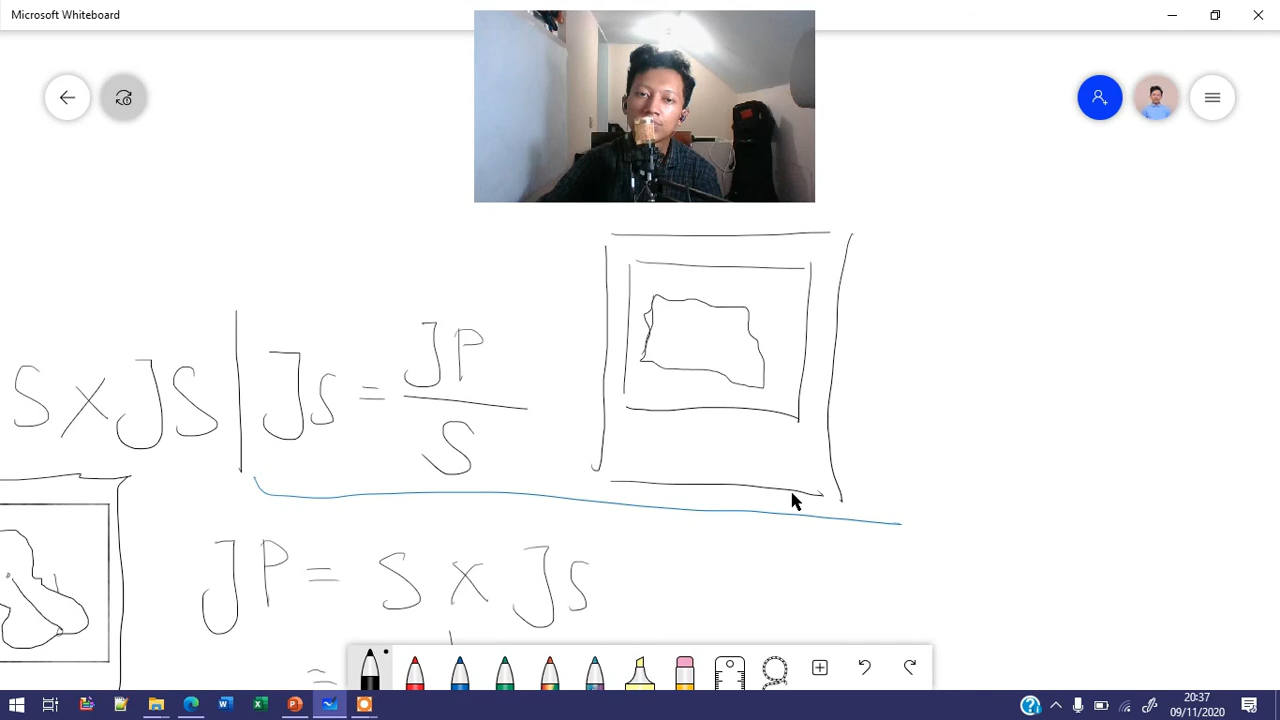 Microsoft Whiteboard
S x JS | Js = JP
S
JP = S x Js
=
20:37
09/11/2020